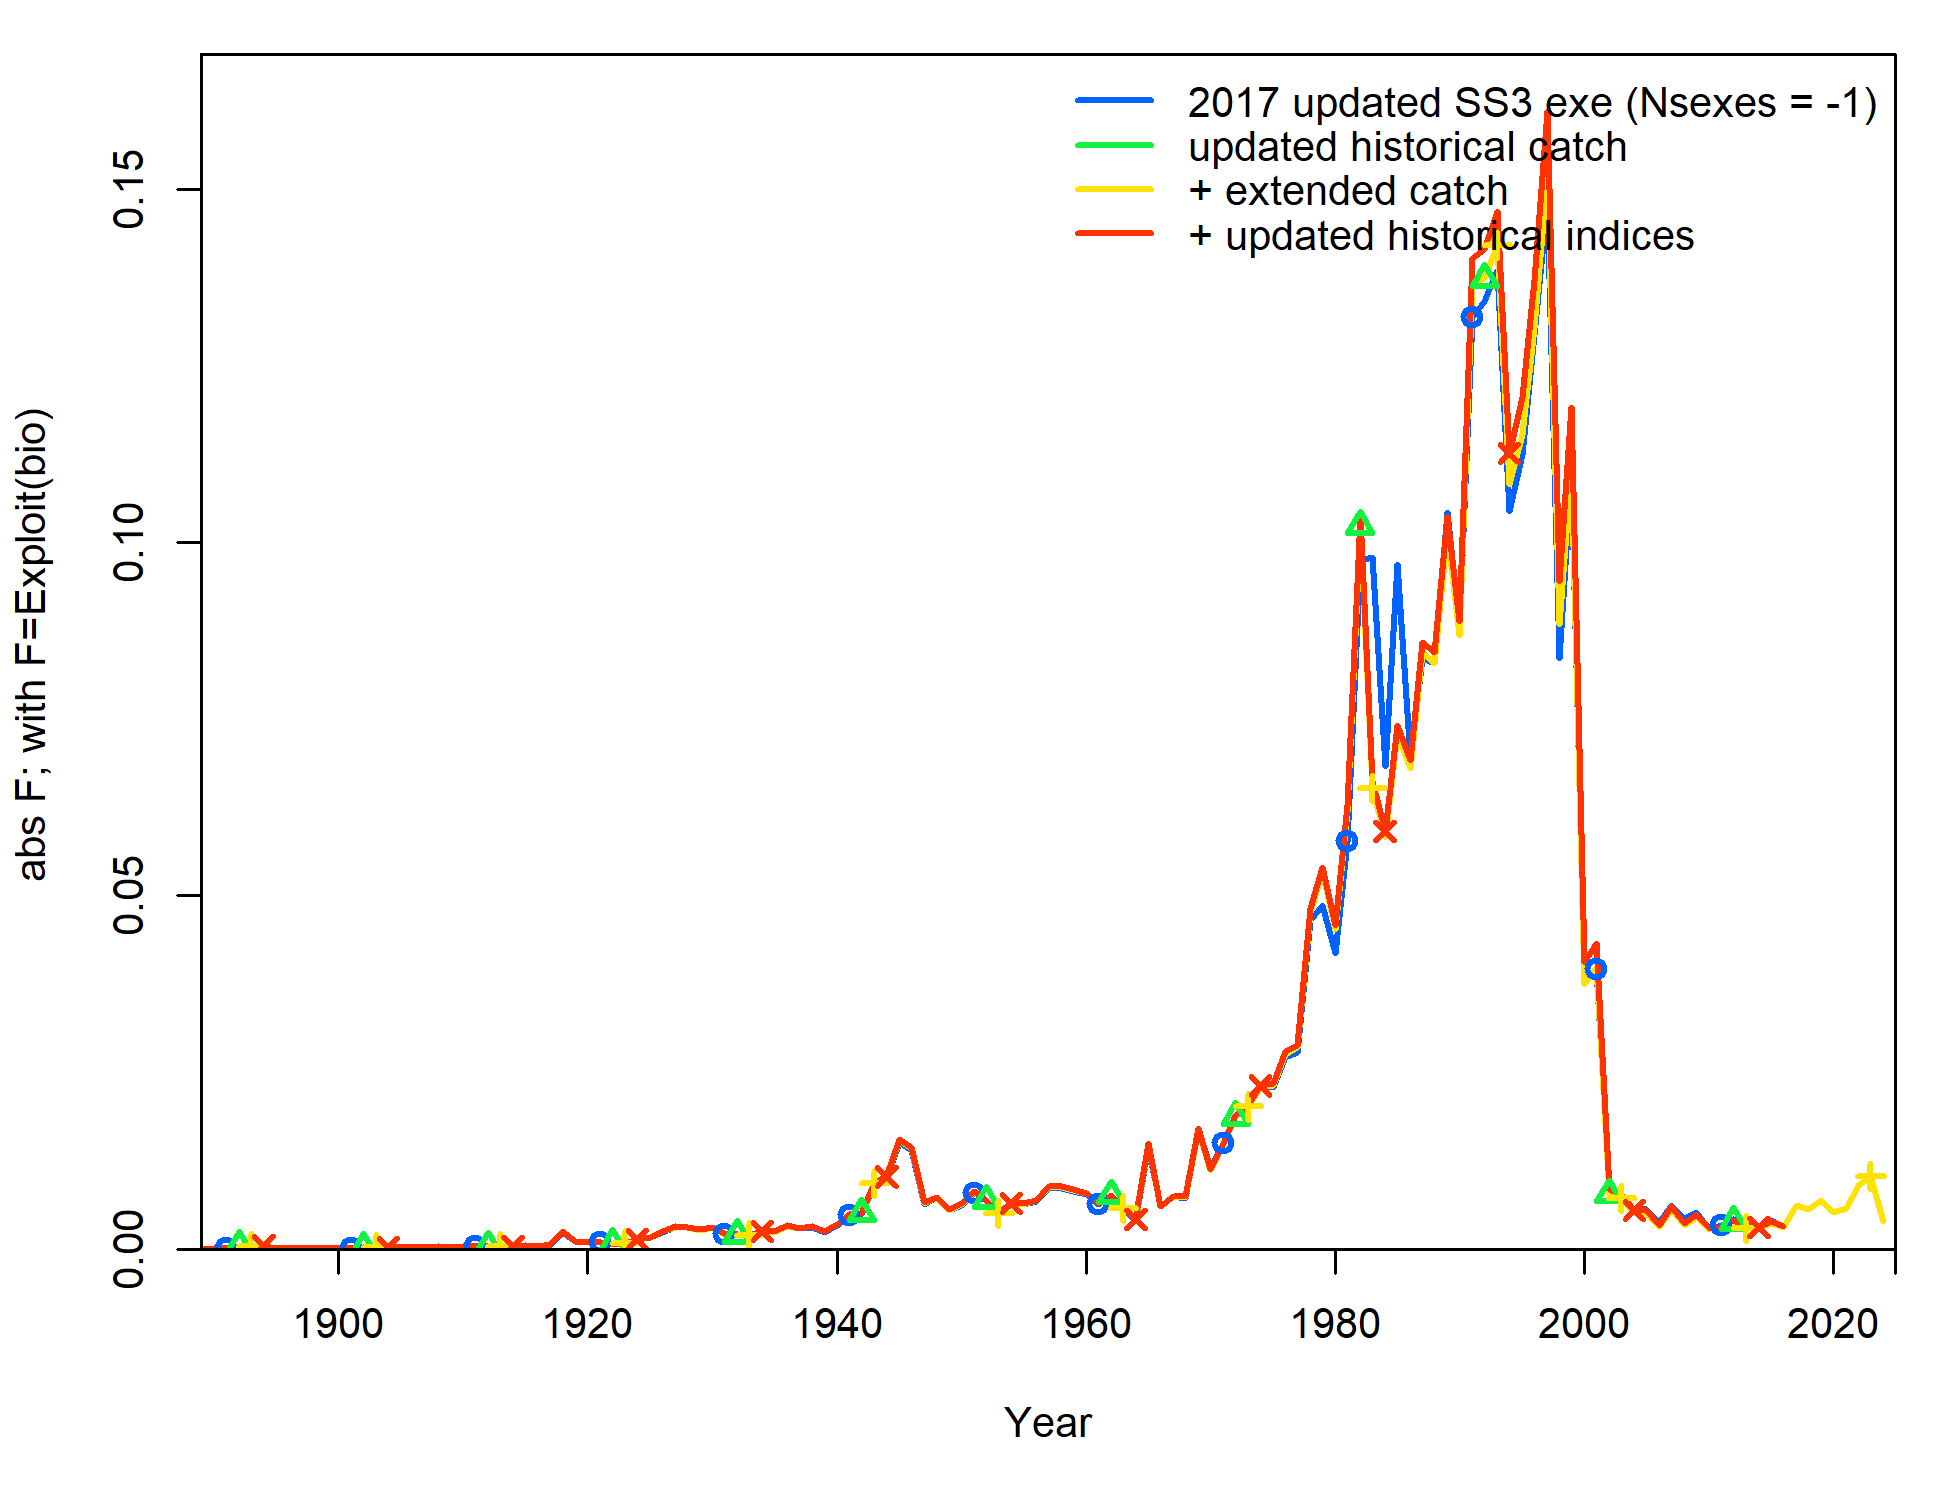 2017 updated SS3 exe (Nsexes = -1)
updated historical catch
+ extended catch
+ updated historical indices
abs F; with F=Exploit(bio)
0.15
0.10
0.05
0.00
1900 1920 1940 1960 1980 2000 2020
Year